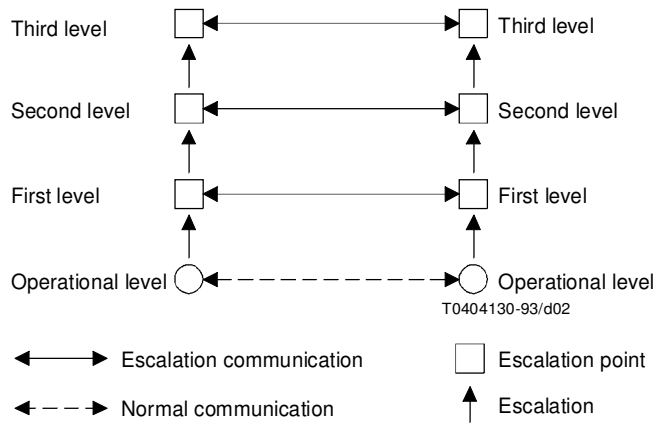 Third level Third level
Second level Second level
First level First level
Operational level Operational level
T0404130-93/d02
Escalation communication Escalation point
Normal communication Escalation